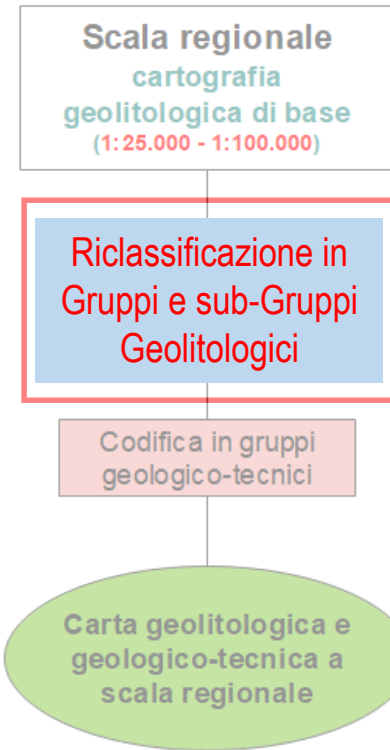 Scala regionale
cartografia
geolitologica di base
(1:25.000 - 1:100.000)
Riclassificazione in
Gruppi e sub-Gruppi
Geolitologici
Codifica in gruppi
geologico-tecnici
Carta geolitologica e
geologico-tecnica a
scala regionale